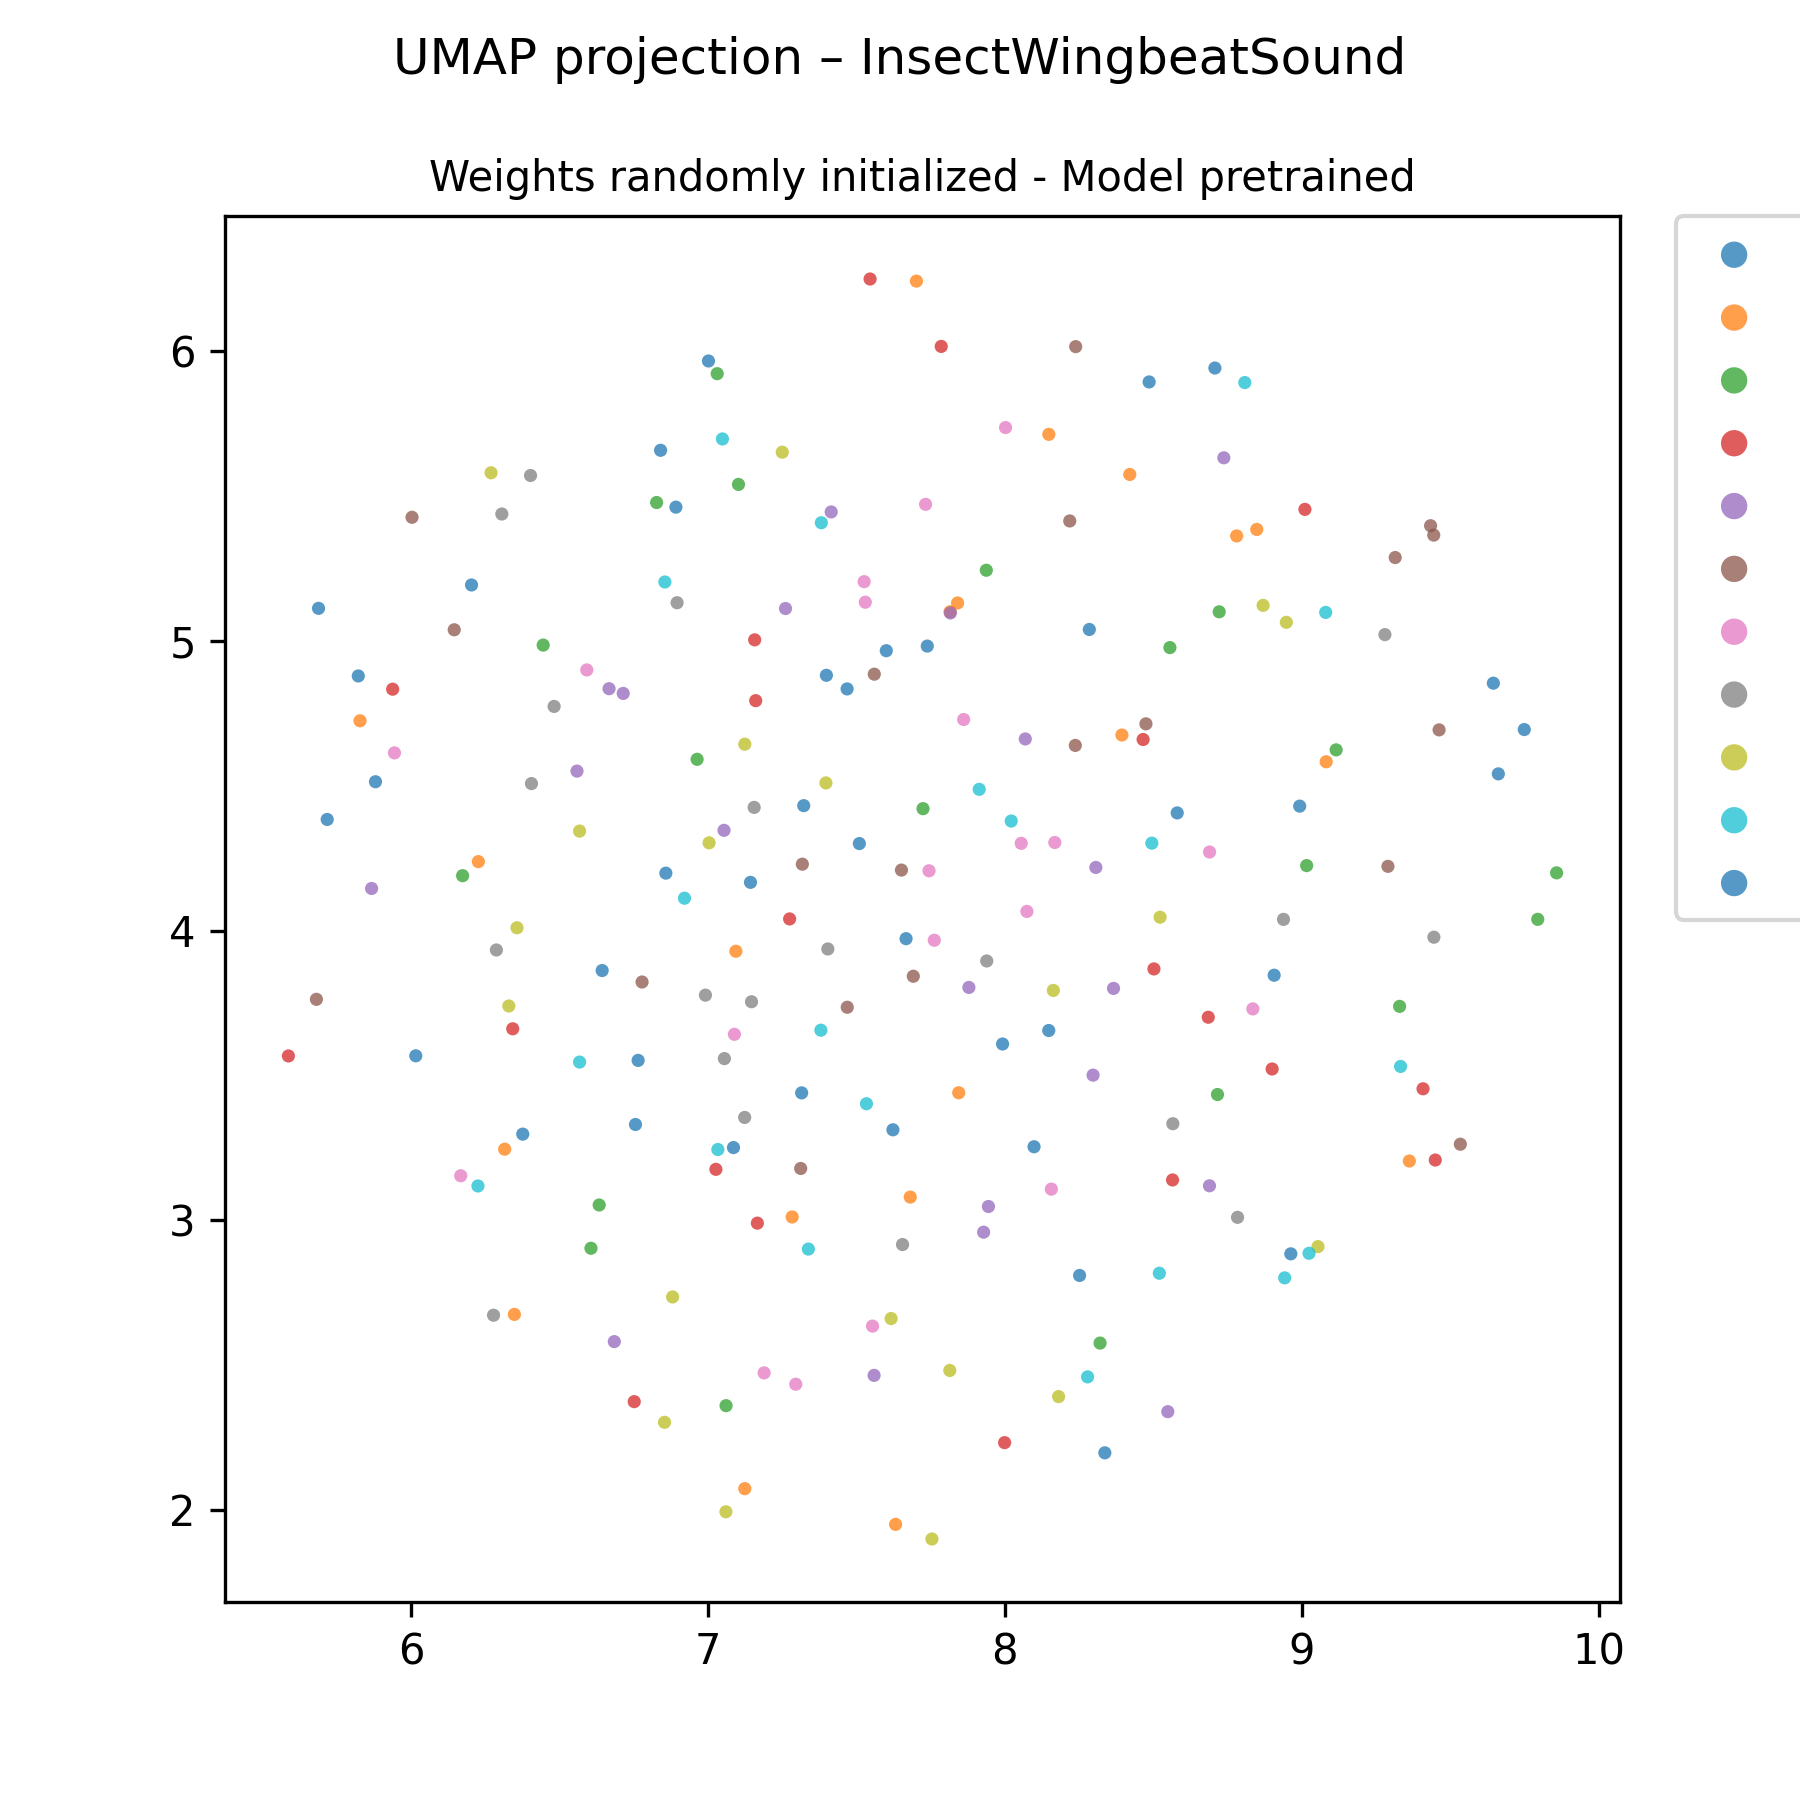 UMAP projection – InsectWingbeatSound
Weights randomly initialized - Model pretrained
6
5
4
3
2
6 7 8 9 10